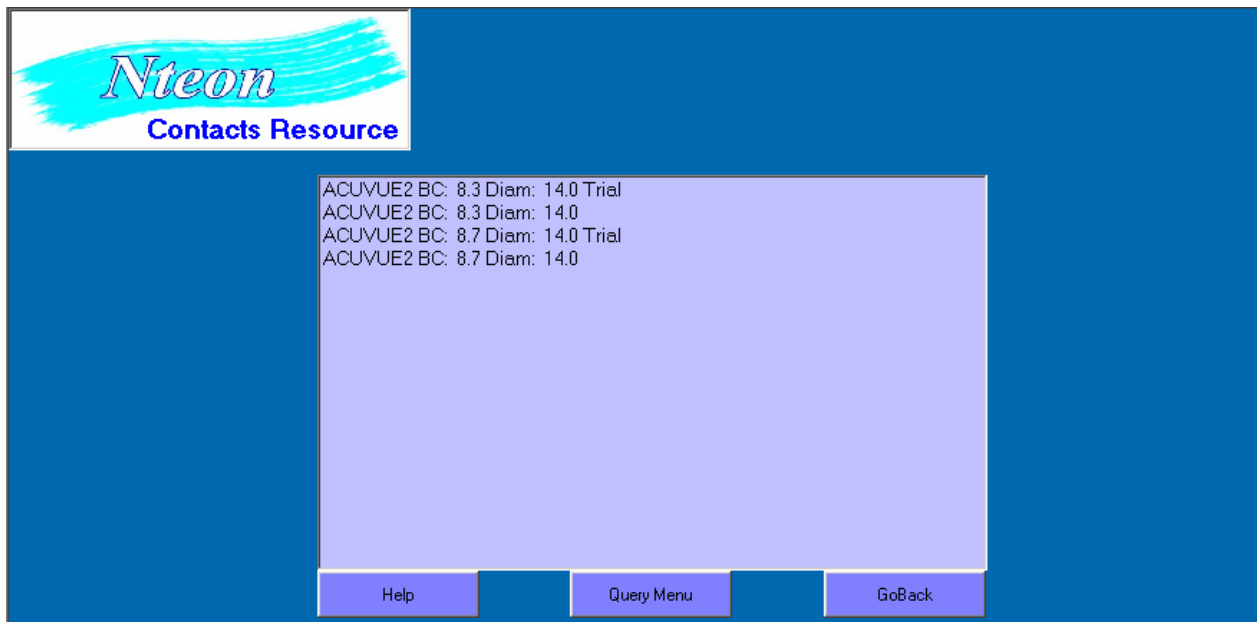 Nteon
Contacts Resource
ACUVUE2 BC: 8.3 Diam: 14.0 Trial
ACUVUE2 BC: 8.3 Diam: 14.0
ACUVUE2 BC: 8.7 Diam: 14.0 Trial
ACUVUE2 BC: 8.7 Diam: 14.0
Help Query Menu GoBack